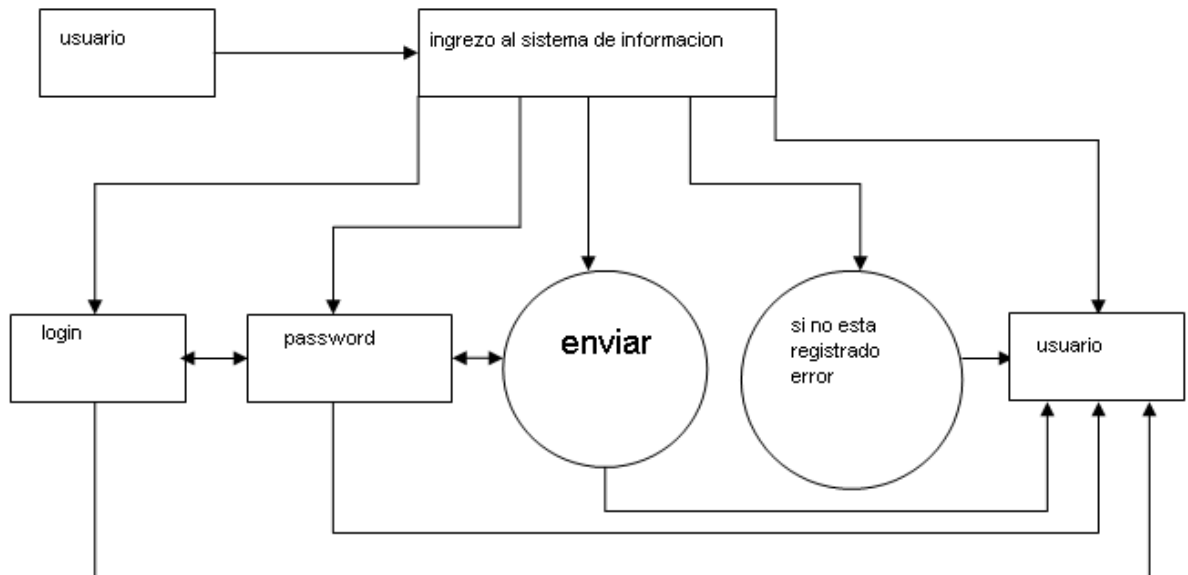 usuario
ingrezo al sistema de informacion
login
password
enviar
si no esta
registrado
error
usuario